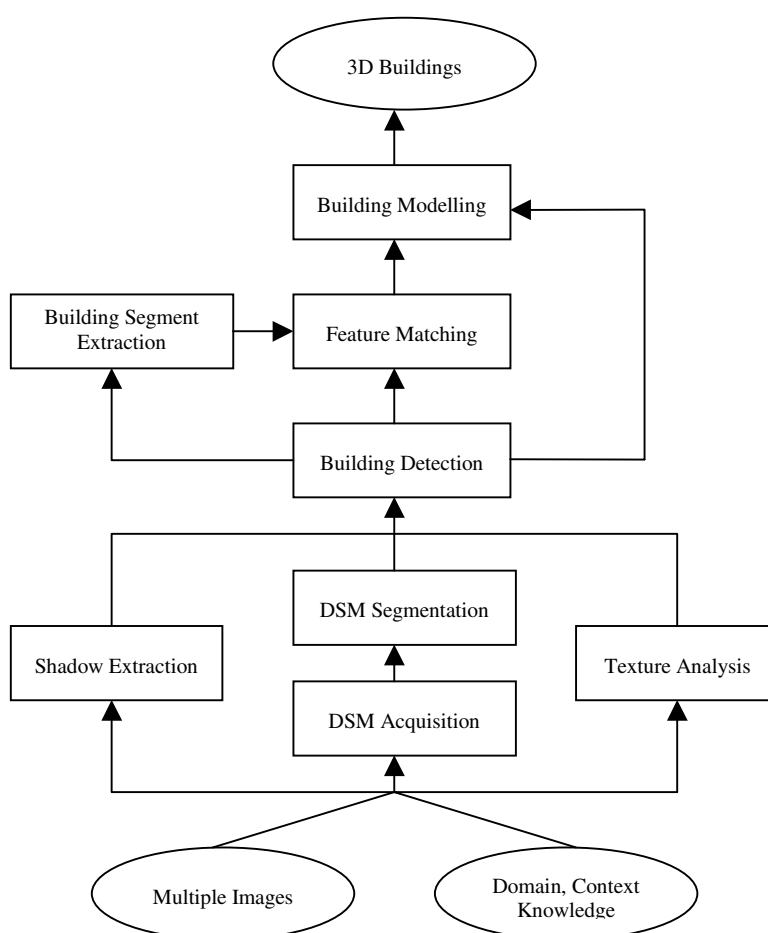 3D Buildings
Building Modelling
Building Segment
Extraction
Feature Matching
Building Detection
DSM Segmentation
Shadow Extraction
Texture Analysis
DSM Acquisition
Multiple Images
Domain, Context
Knowledge